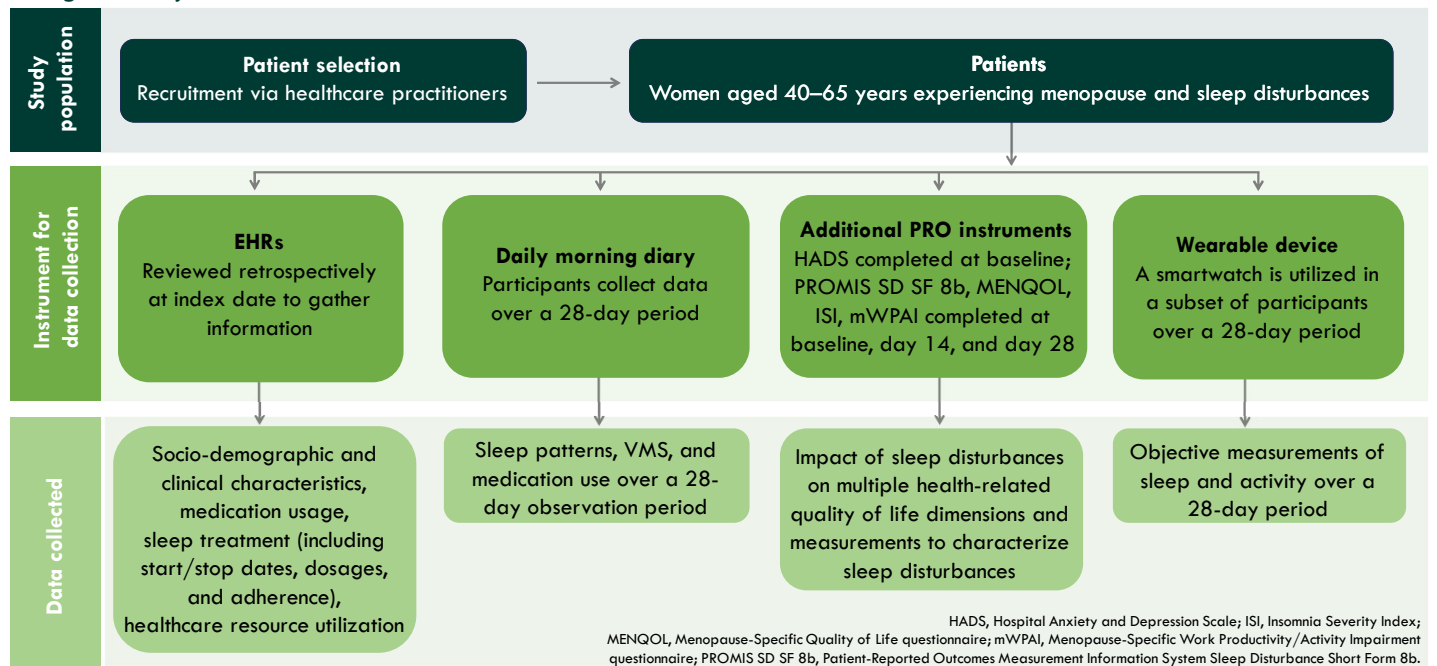 Study
population
Patient selection
Recruitment via healthcare practitioners
Patients
Women aged 40–65 years experiencing menopause and sleep disturbances
Instrument for
data collection
EHRs
Reviewed retrospectively
at index date to gather
information
Daily morning diary
Participants collect data
over a 28-day period
Additional PRO instruments
HADS completed at baseline;
PROMIS SD SF 8b, MENQOL,
ISI, mWPAI completed at
baseline, day 14, and day 28
Wearable device
A smartwatch is utilized in
a subset of participants
over a 28-day period
Data collected
Socio-demographic and
clinical characteristics,
medication usage,
sleep treatment (including
start/stop dates, dosages,
and adherence),
healthcare resource utilization
Sleep patterns, VMS, and
medication use over a 28-
day observation period
Impact of sleep disturbances
on multiple health-related
quality of life dimensions and
measurements to characterize
sleep disturbances
Objective measurements of
sleep and activity over a
28-day period
HADS, Hospital Anxiety and Depression Scale; ISI, Insomnia Severity Index;
MENQOL, Menopause-Specific Quality of Life questionnaire; mWPAI, Menopause-Specific Work Productivity/Activity Impairment
questionnaire; PROMIS SD SF 8b, Patient-Reported Outcomes Measurement Information System Sleep Disturbance Short Form 8b.